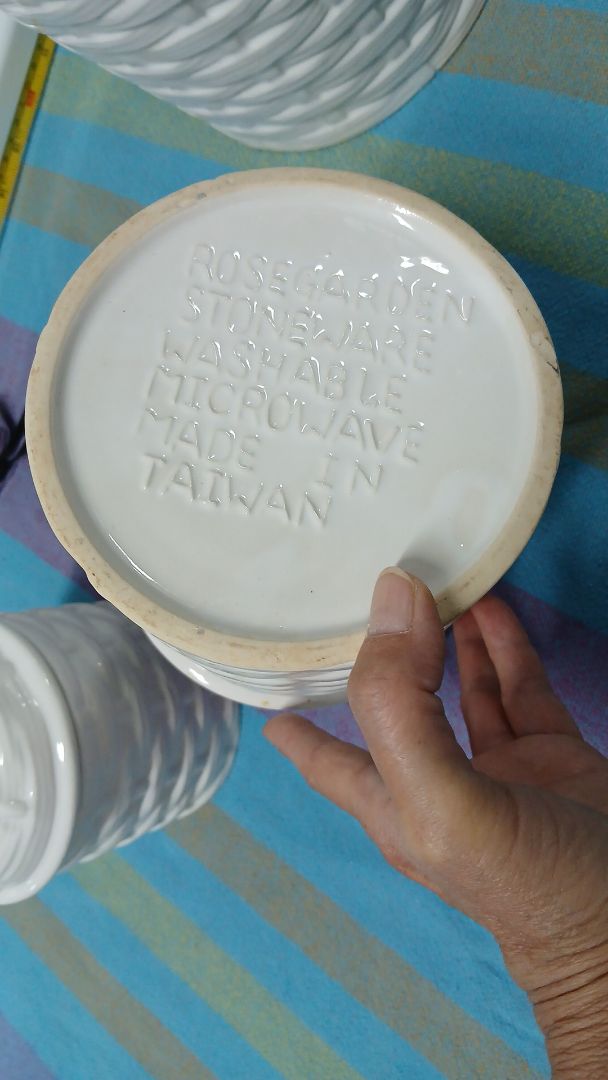 ROSEGARDEN
STONEWARE
WASHABLE
MICROWAVE
MADE IN
TAIWAN